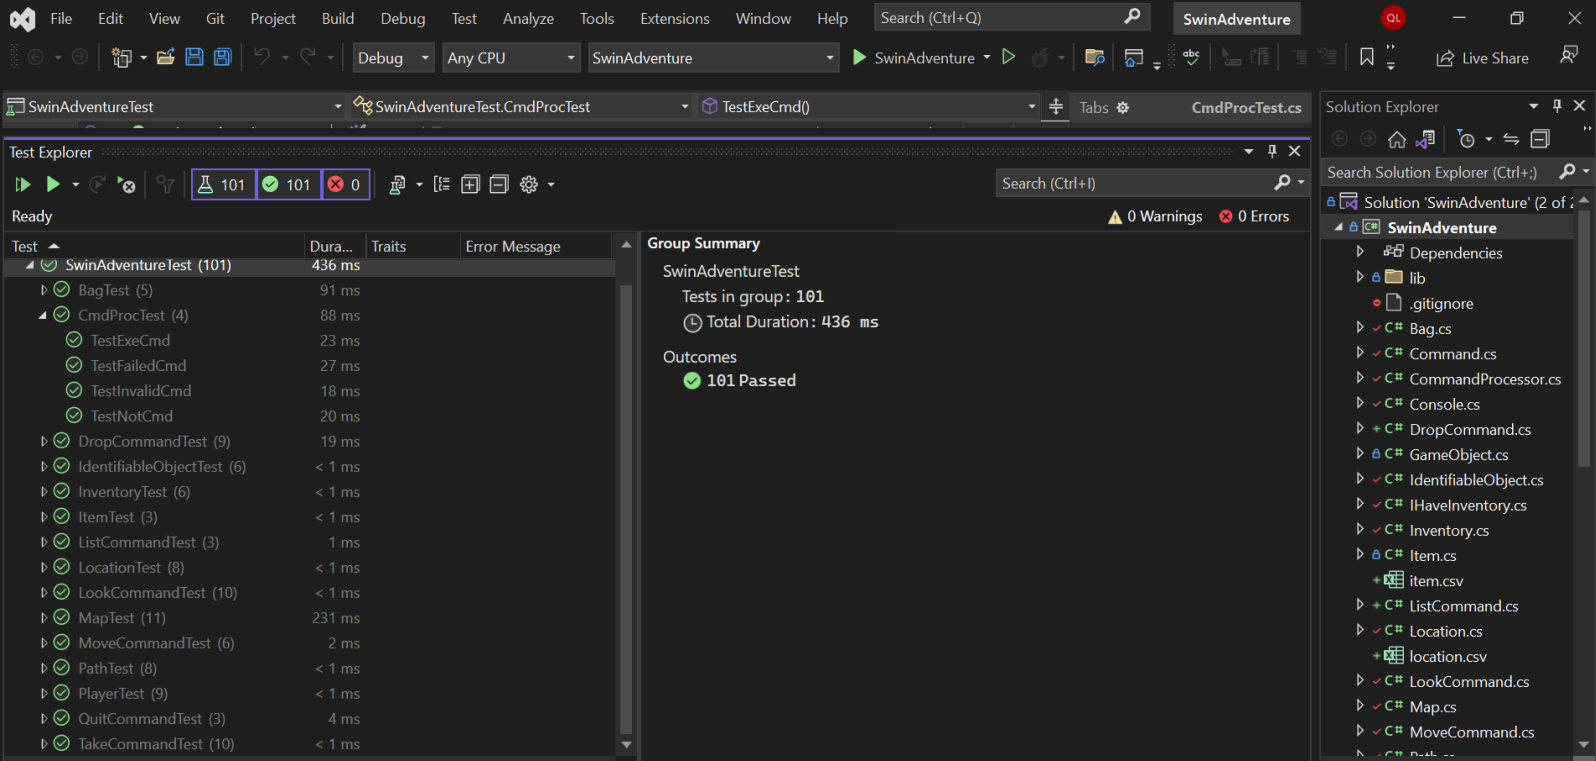 File Edit View Git Project Build Debug Test Analyze Tools Extensions Window Help Search (Ctrl+Q) SwinAdventure QL
Debug Any CPU SwinAdventure SwinAdventure abc Live Share
SwinAdventureTest SwinAdventureTest.CmdProcTest TestExeCmd() Tabs CmdProcTest.cs
Test Explorer
101 101 0 Search (Ctrl+I)
Ready 0 Warnings 0 Errors
Test Dura... Traits Error Message
SwinAdventureTest (101) 436 ms
BagTest (5) 91 ms
CmdProcTest (4) 88 ms
TestExeCmd 23 ms
TestFailedCmd 27 ms
TestInvalidCmd 18 ms
TestNotCmd 20 ms
DropCommandTest (9) 19 ms
IdentifiableObjectTest (6) < 1 ms
InventoryTest (6) < 1 ms
ItemTest (3) < 1 ms
ListCommandTest (3) 1 ms
LocationTest (8) < 1 ms
LookCommandTest (10) < 1 ms
MapTest (11) 231 ms
MoveCommandTest (6) 2 ms
PathTest (8) < 1 ms
PlayerTest (9) < 1 ms
QuitCommandTest (3) 4 ms
TakeCommandTest (10) < 1 ms
Group Summary
SwinAdventureTest
Tests in group: 101
Total Duration: 436 ms
Outcomes
101 Passed
Solution Explorer
Search Solution Explorer (Ctrl+;)
Solution 'SwinAdventure' (2 of 2
C# SwinAdventure
Dependencies
lib
.gitignore
C# Bag.cs
C# Command.cs
C# CommandProcessor.cs
C# Console.cs
C# DropCommand.cs
C# GameObject.cs
C# IdentifiableObject.cs
C# IHaveInventory.cs
C# Inventory.cs
C# Item.cs
item.csv
C# ListCommand.cs
C# Location.cs
location.csv
C# LookCommand.cs
C# Map.cs
C# MoveCommand.cs
C# Path.cs